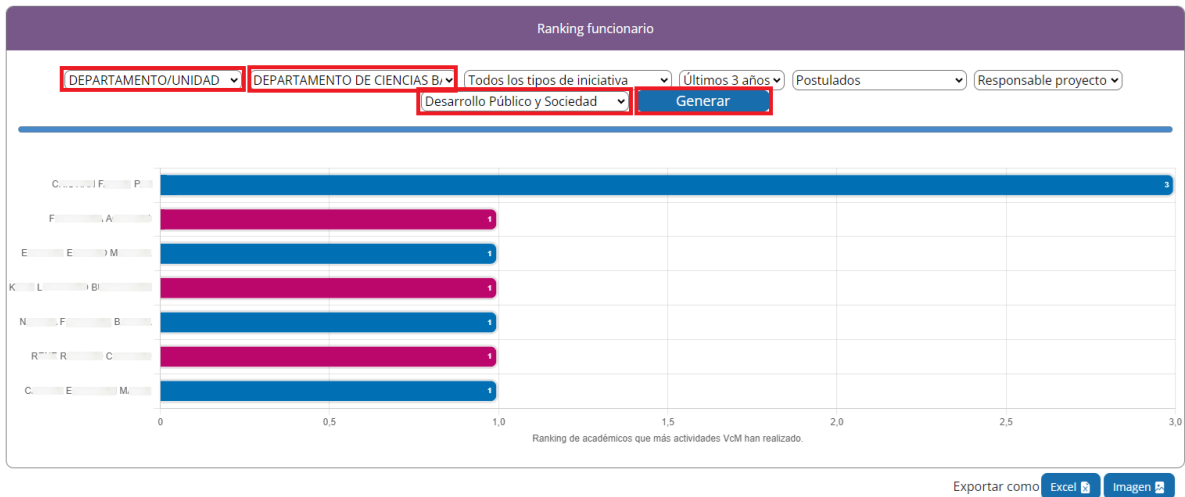 Ranking funcionario
DEPARTAMENTO/UNIDAD DEPARTAMENTO DE CIENCIAS BA Todos los tipos de iniciativa Últimos 3 años Postulados Responsable proyecto
Desarrollo Público y Sociedad Generar
3
1
1
1
1
1
1
0 0,5 1,0 1,5 2,0 2,5 3,0
Ranking de académicos que más actividades VcM han realizado.
Exportar como Excel Imagen